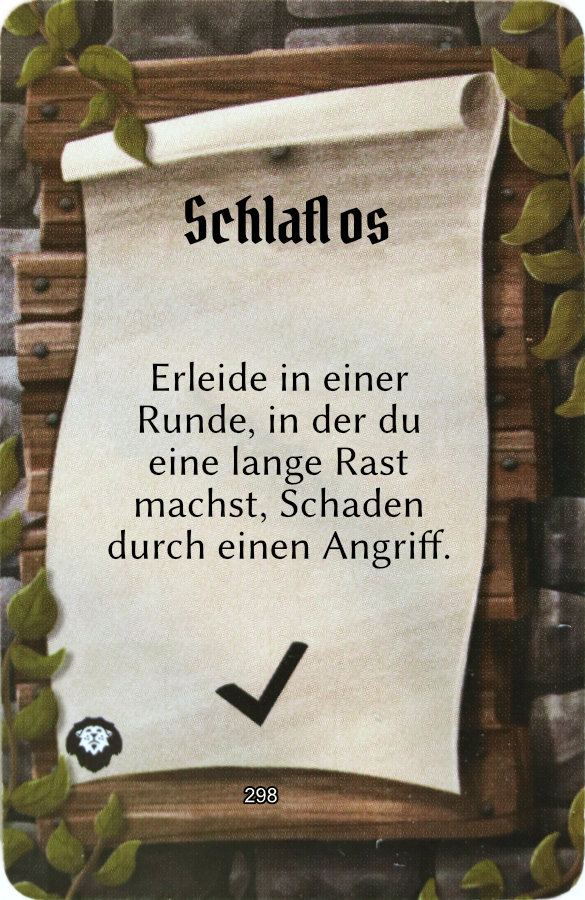 Schlaflos
Erleide in einer
Runde, in der du
eine lange Rast
machst, Schaden
durch einen Angriff.
298